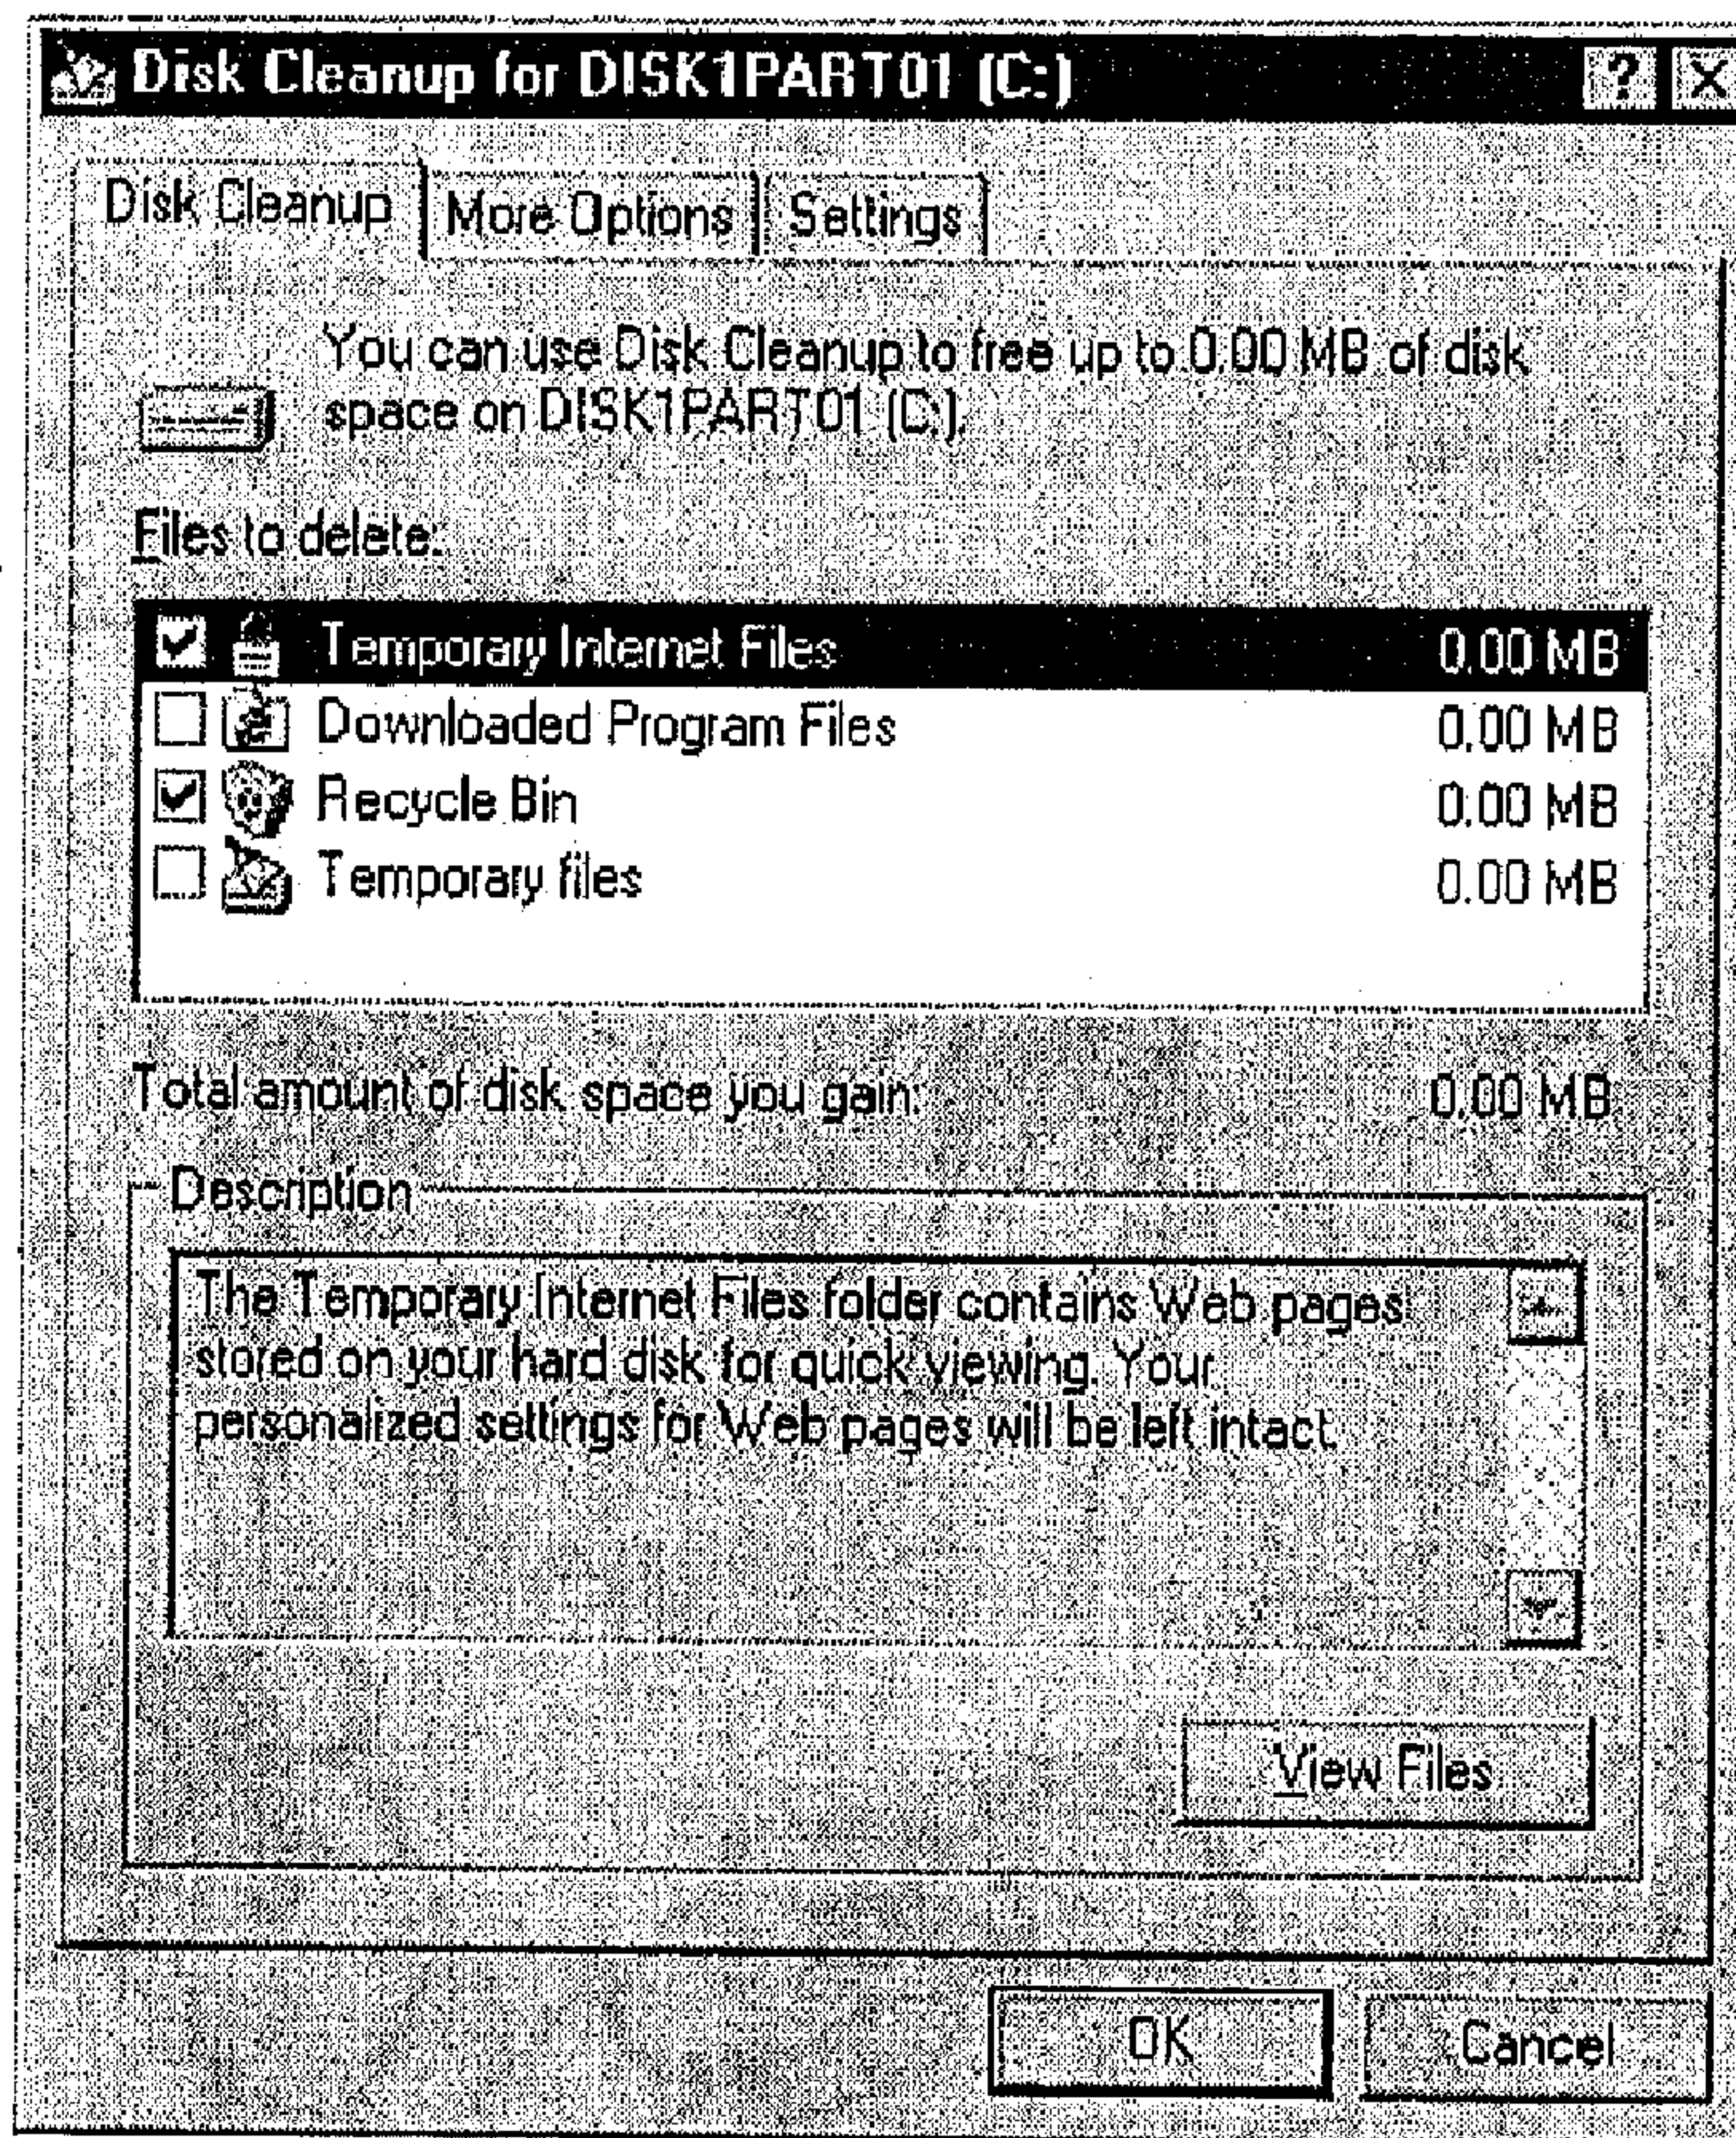 Disk Cleanup for DISK1PART01 (C:)
Disk Cleanup More Options Settings
You can use Disk Cleanup to free up to 0.00 MB of disk
space on DISK1PART01 (C:).
Files to delete:
Temporary Internet Files 0.00 MB
Downloaded Program Files 0.00 MB
Recycle Bin 0.00 MB
Temporary files 0.00 MB
Total amount of disk space you gain: 0.00 MB
Description
The Temporary Internet Files folder contains Web pages
stored on your hard disk for quick viewing. Your
personalized settings for Web pages will be left intact.
View Files
OK Cancel